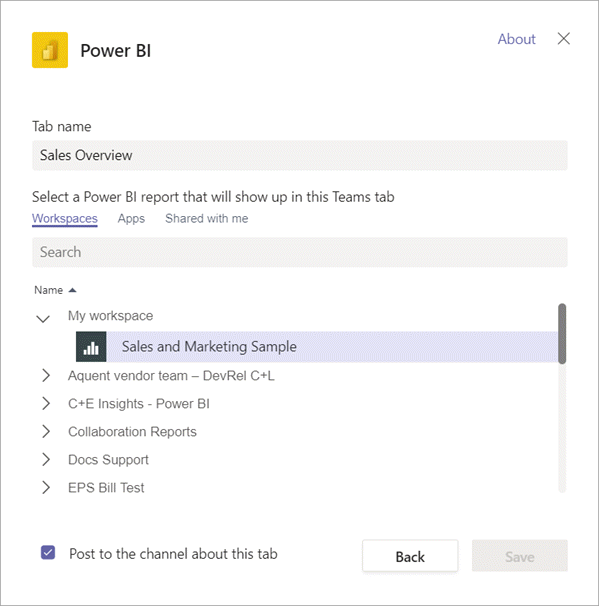 Power BI
About
Tab name
Sales Overview
Select a Power BI report that will show up in this Teams tab
Workspaces Apps Shared with me
Search
Name
My workspace
Sales and Marketing Sample
Aquent vendor team – DevRel C+L
C+E Insights - Power BI
Collaboration Reports
Docs Support
EPS Bill Test
Post to the channel about this tab
Back Save